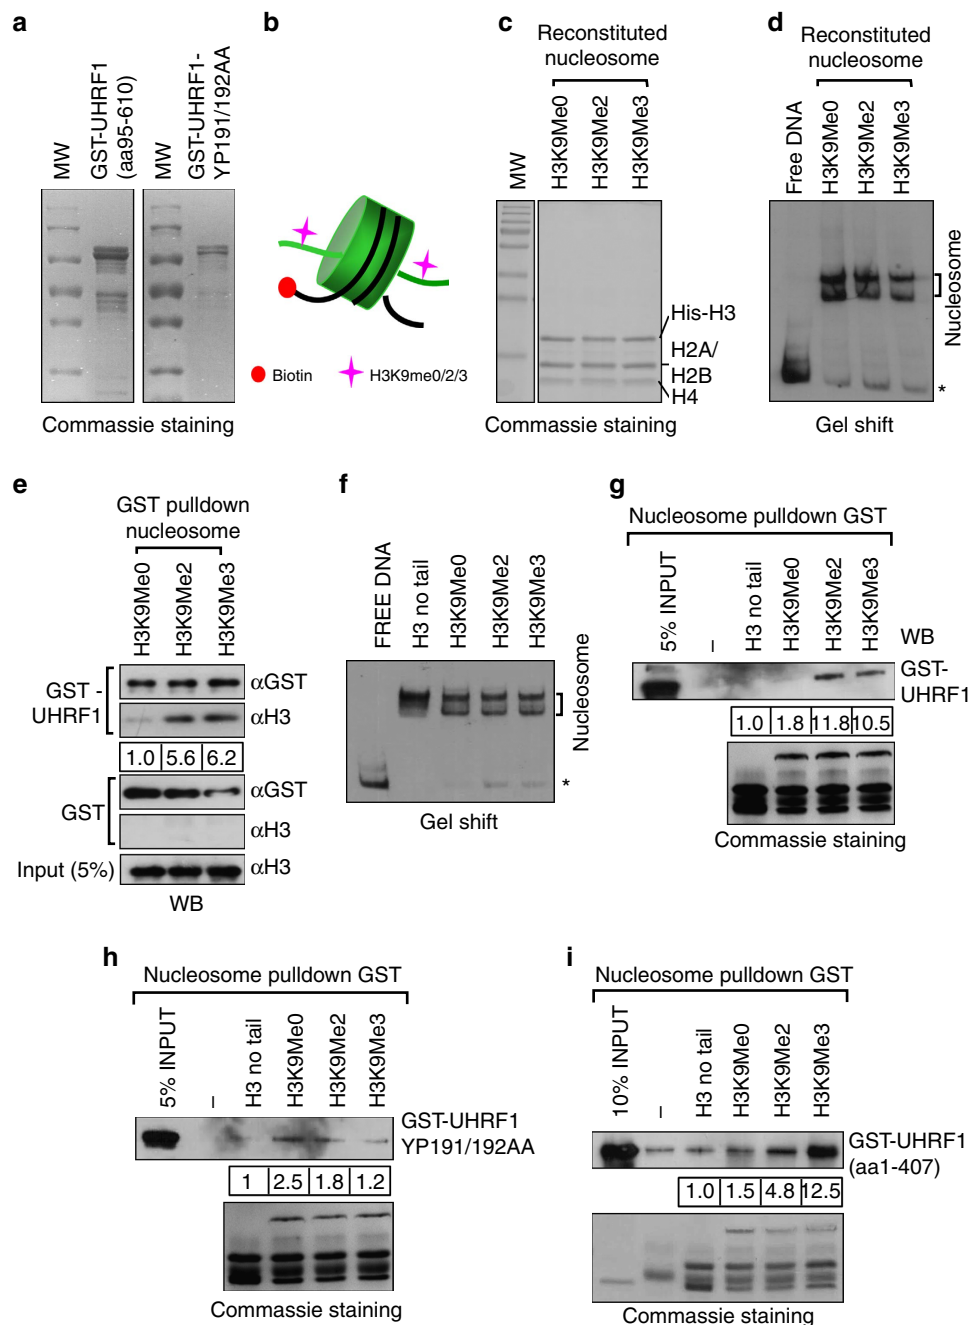 a
MW
GST-UHRF1
(aa95-610)
MW
GST-UHRF1-
YP191/192AA
Commassie staining
b
Biotin
H3K9me0/2/3
c
Reconstituted
nucleosome
MW
H3K9Me0
H3K9Me2
H3K9Me3
His-H3
H2A/
H2B
H4
Commassie staining
d
Reconstituted
nucleosome
Free DNA
H3K9Me0
H3K9Me2
H3K9Me3
Nucleosome
*
Gel shift
e
GST pulldown
nucleosome
H3K9Me0
H3K9Me2
H3K9Me3
GST -
UHRF1
αGST
αH3
1.0 5.6 6.2
GST
αGST
αH3
Input (5%)
αH3
WB
f
FREE DNA
H3 no tail
H3K9Me0
H3K9Me2
H3K9Me3
Nucleosome
*
Gel shift
g
Nucleosome pulldown GST
5% INPUT
–
H3 no tail
H3K9Me0
H3K9Me2
H3K9Me3
WB
GST-
UHRF1
1.0 1.8 11.8 10.5
Commassie staining
h
Nucleosome pulldown GST
5% INPUT
–
H3 no tail
H3K9Me0
H3K9Me2
H3K9Me3
GST-UHRF1
YP191/192AA
1 2.5 1.8 1.2
Commassie staining
i
Nucleosome pulldown GST
10% INPUT
–
H3 no tail
H3K9Me0
H3K9Me2
H3K9Me3
GST-UHRF1
(aa1-407)
1.0 1.5 4.8 12.5
Commassie staining